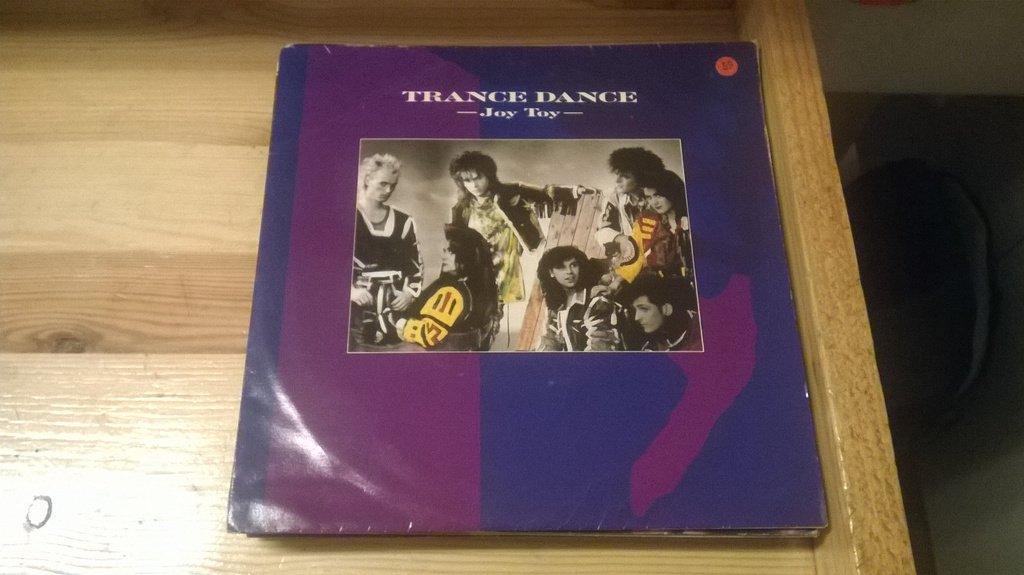 TRANCE DANCE
—Joy Toy—